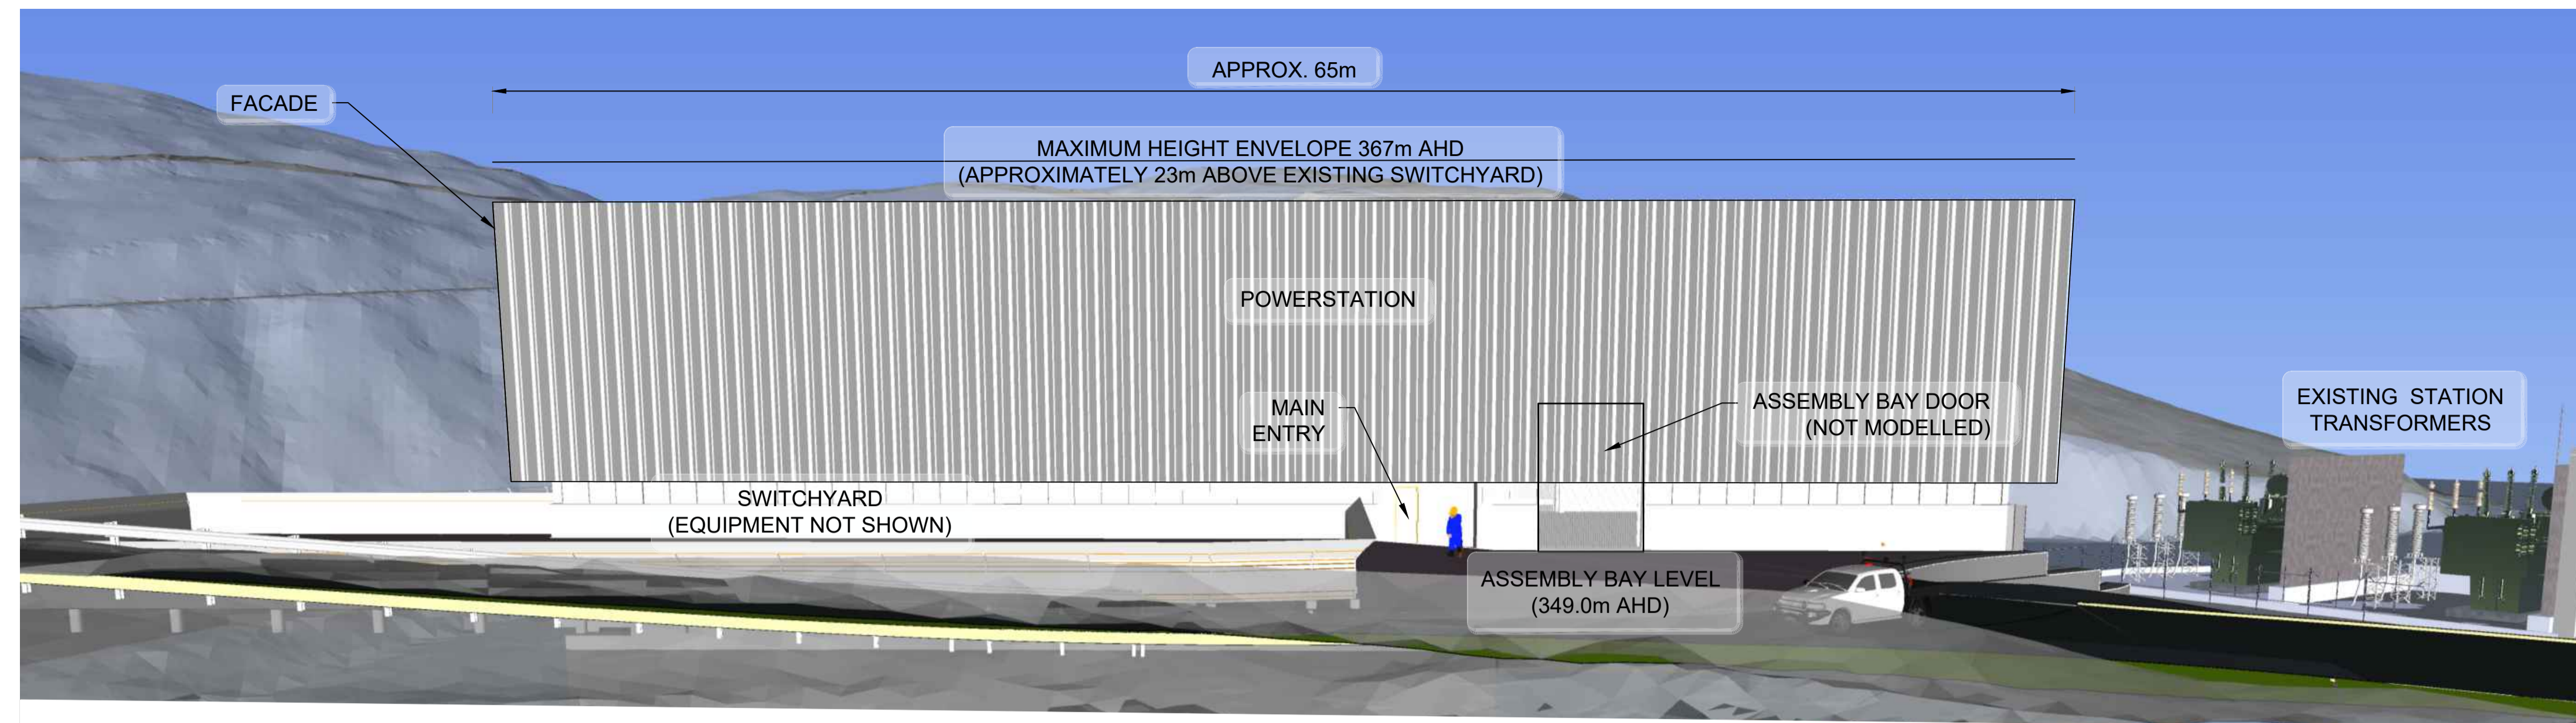 APPROX. 65m
FACADE
MAXIMUM HEIGHT ENVELOPE 367m AHD
(APPROXIMATELY 23m ABOVE EXISTING SWITCHYARD)
POWERSTATION
MAIN
ENTRY
ASSEMBLY BAY DOOR
(NOT MODELLED)
EXISTING STATION
TRANSFORMERS
SWITCHYARD
(EQUIPMENT NOT SHOWN)
ASSEMBLY BAY LEVEL
(349.0m AHD)